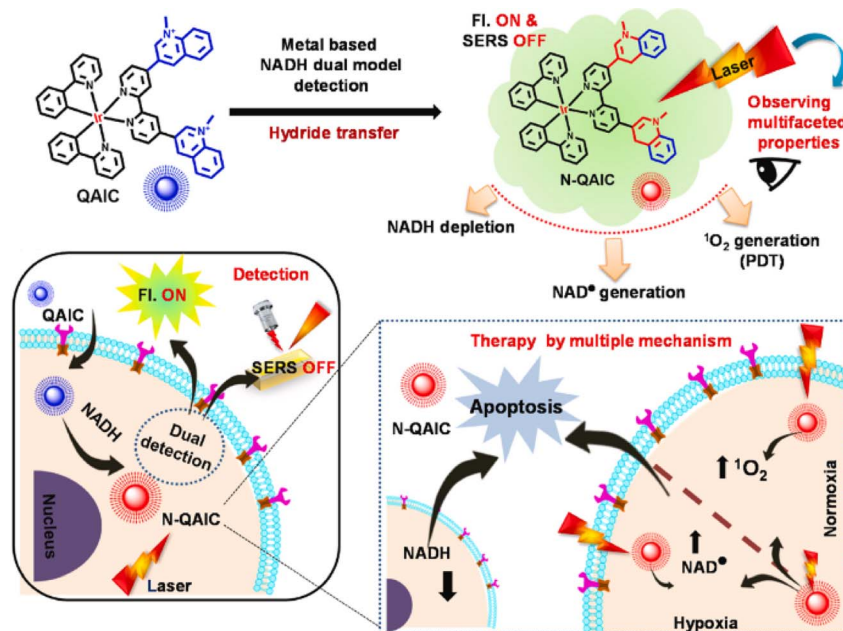 Metal based
NADH dual model
detection
Hydride transfer
N⁺
N⁺
Ir
N
N
N
N
QAIC
Fl. ON &
SERS OFF
N
N
Ir
N
N
N
N
N-QAIC
Laser
Observing
multifaceted
properties
NADH depletion
NAD• generation
¹O₂ generation
(PDT)
QAIC
Fl. ON
Detection
SERS OFF
NADH
Dual
detection
Nucleus
N-QAIC
Laser
Therapy by multiple mechanism
N-QAIC
Apoptosis
NADH
¹O₂
Normoxia
NAD•
Hypoxia